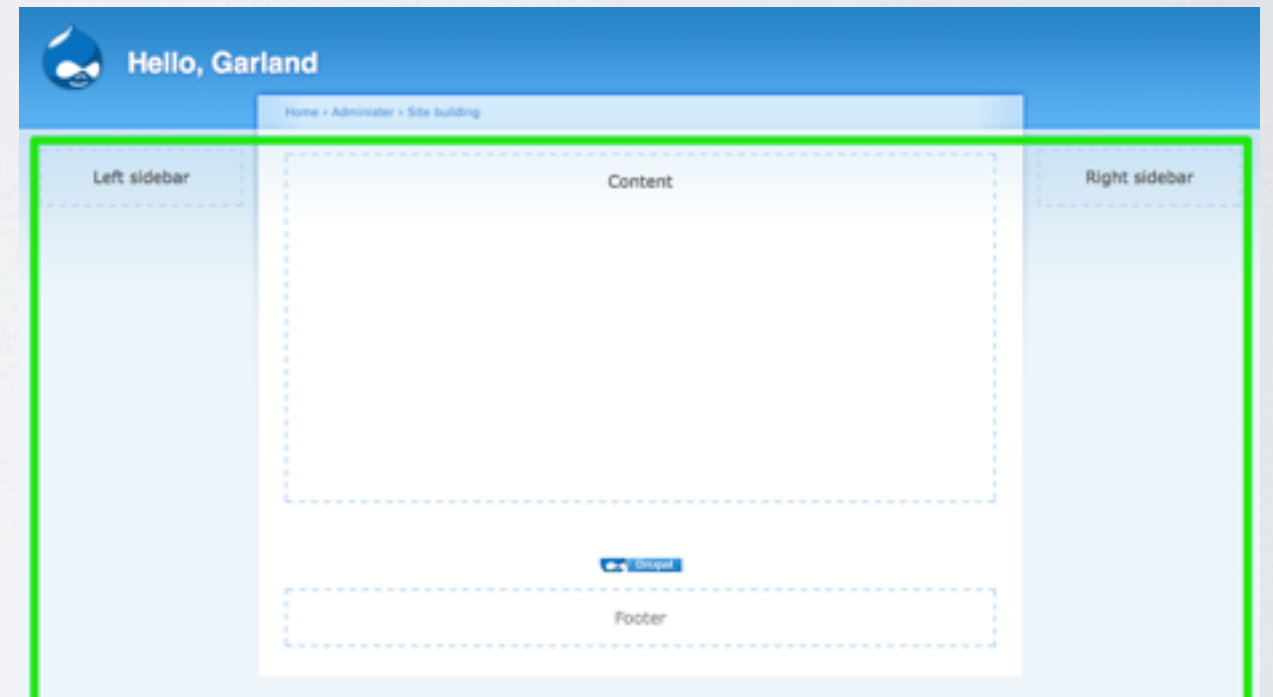 Hello, Garland
Home › Administer › Site building
Left sidebar
Content
Right sidebar
Drupal
Footer